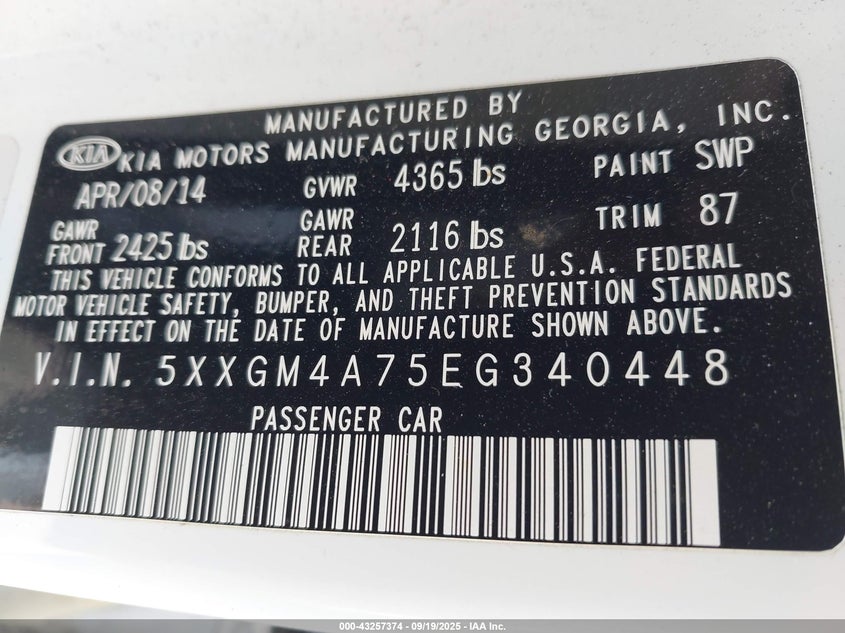 MANUFACTURED BY
KIA KIA MOTORS MANUFACTURING GEORGIA, INC.
APR/08/14 GVWR 4365 lbs PAINT SWP
GAWR FRONT 2425 lbs GAWR REAR 2116 lbs TRIM 87
THIS VEHICLE CONFORMS TO ALL APPLICABLE U.S.A. FEDERAL
MOTOR VEHICLE SAFETY, BUMPER, AND THEFT PREVENTION STANDARDS
IN EFFECT ON THE DATE OF MANUFACTURE SHOWN ABOVE.
V.I.N. 5XXGM4A75EG340448
PASSENGER CAR
000-43257374 - 09/19/2025 - IAA Inc.